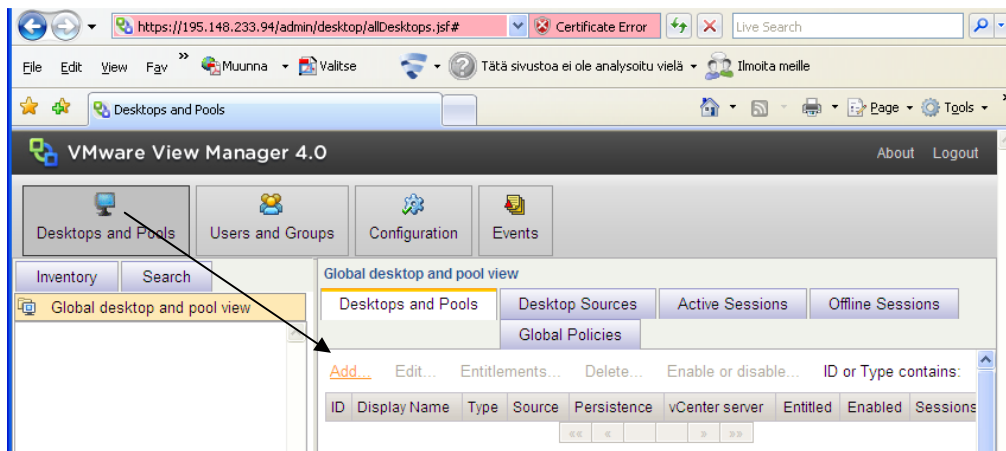 https://195.148.233.94/admin/desktop/allDesktops.jsf# Certificate Error Live Search
File Edit View Fav » Muunna Valitse Tätä sivustoa ei ole analysoitu vielä Ilmoita meille
Desktops and Pools Page Tools
VMware View Manager 4.0 About Logout
Desktops and Pools Users and Groups Configuration Events
Inventory Search
Global desktop and pool view
Global desktop and pool view
Desktops and Pools Desktop Sources Active Sessions Offline Sessions
Global Policies
Add... Edit... Entitlements... Delete... Enable or disable... ID or Type contains:
ID Display Name Type Source Persistence vCenter server Entitled Enabled Sessions
«« « » »»